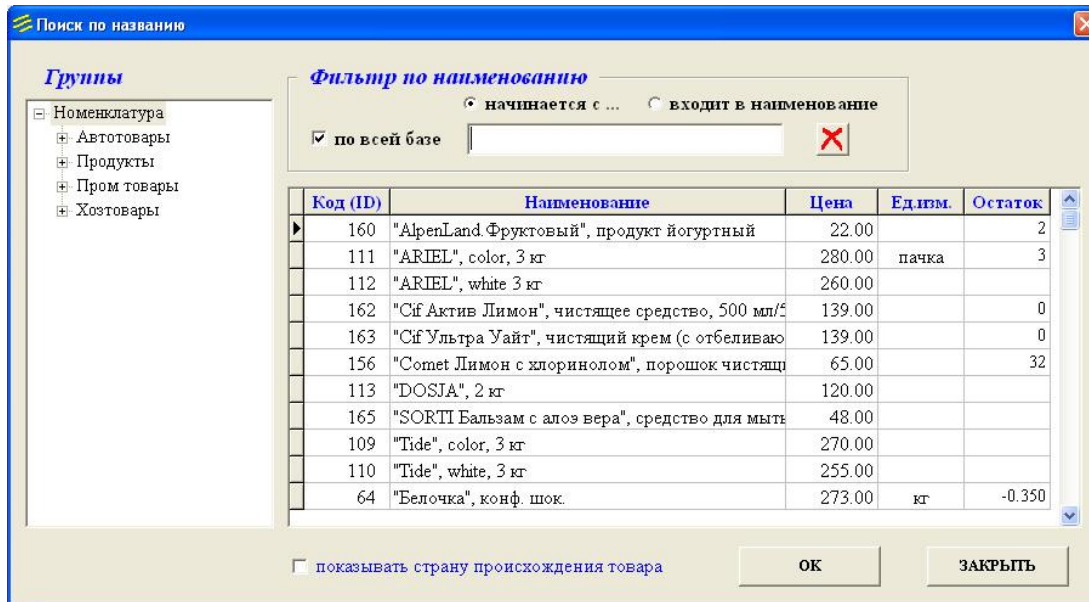 Поиск по названию
Группы
Номенклатура
Автотовары
Продукты
Пром товары
Хозтовары
Фильтр по наименованию
начинается с ... входит в наименование
по всей базе
Код (ID) Наименование Цена Ед.изм. Остаток
160 "AlpenLand.Фруктовый", продукт йогуртный 22.00 2
111 "ARIEL", color, 3 кг 280.00 пачка 3
112 "ARIEL", white 3 кг 260.00
162 "Cif Актив Лимон", чистящее средство, 500 мл/5 139.00 0
163 "Cif Ультра Уайт", чистящий крем (с отбеливаю 139.00 0
156 "Comet Лимон с хлоринолом", порошок чистящи 65.00 32
113 "DOSIA", 2 кг 120.00
165 "SORTI Бальзам с алоэ вера", средство для мыть 48.00
109 "Tide", color, 3 кг 270.00
110 "Tide", white, 3 кг 255.00
64 "Белочка", конф. шок. 273.00 кг -0.350
показывать страну происхождения товара ОК ЗАКРЫТЬ